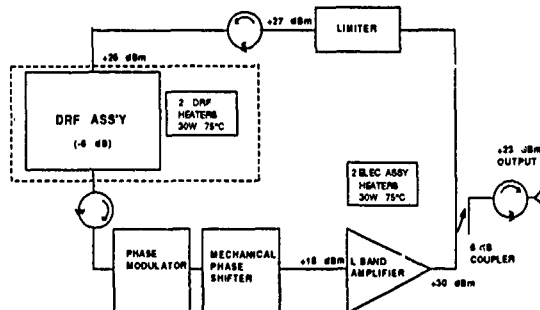 +27 dBm
LIMITER
+26 dBm
DRF ASS'Y
(-6 dB)
2 DRF
HEATERS
30W 75°C
2 ELEC ASSY
HEATERS
30W 75°C
+23 dBm
OUTPUT
6 dB
COUPLER
PHASE
MODULATOR
MECHANICAL
PHASE
SHIFTER
+18 dBm
L BAND
AMPLIFIER
+30 dBm